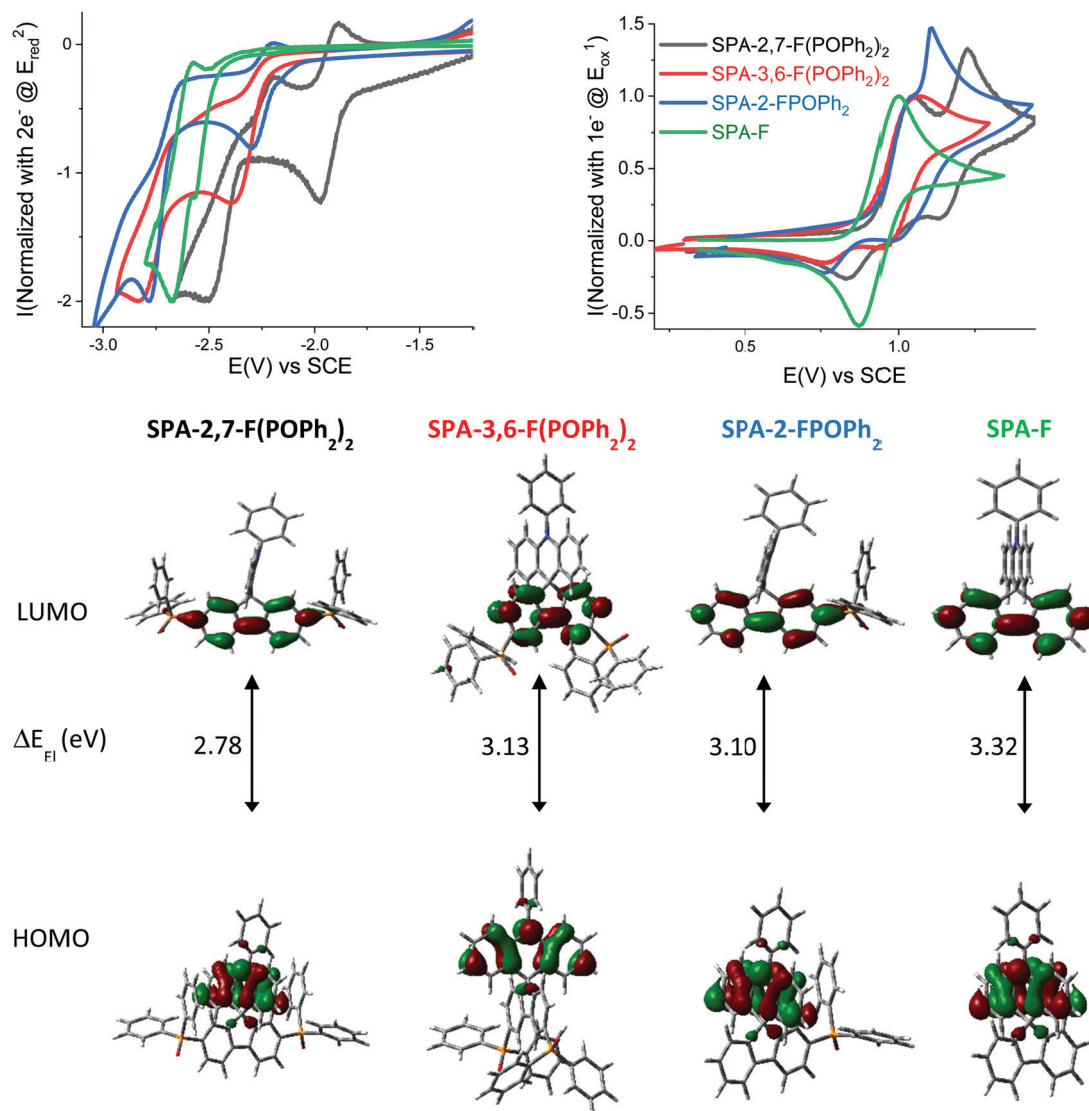 I(Normalized with 2e⁻ @ E_red²)
0
-1
-2
-3.0 -2.5 -2.0 -1.5
E(V) vs SCE
I(Normalized with 1e⁻ @ E_ox¹)
1.5
1.0
0.5
0.0
-0.5
0.5 1.0
E(V) vs SCE
SPA-2,7-F(POPh₂)₂
SPA-3,6-F(POPh₂)₂
SPA-2-FPOPh₂
SPA-F
SPA-2,7-F(POPh₂)₂ SPA-3,6-F(POPh₂)₂ SPA-2-FPOPh₂ SPA-F
LUMO
ΔE_El (eV) 2.78 3.13 3.10 3.32
HOMO